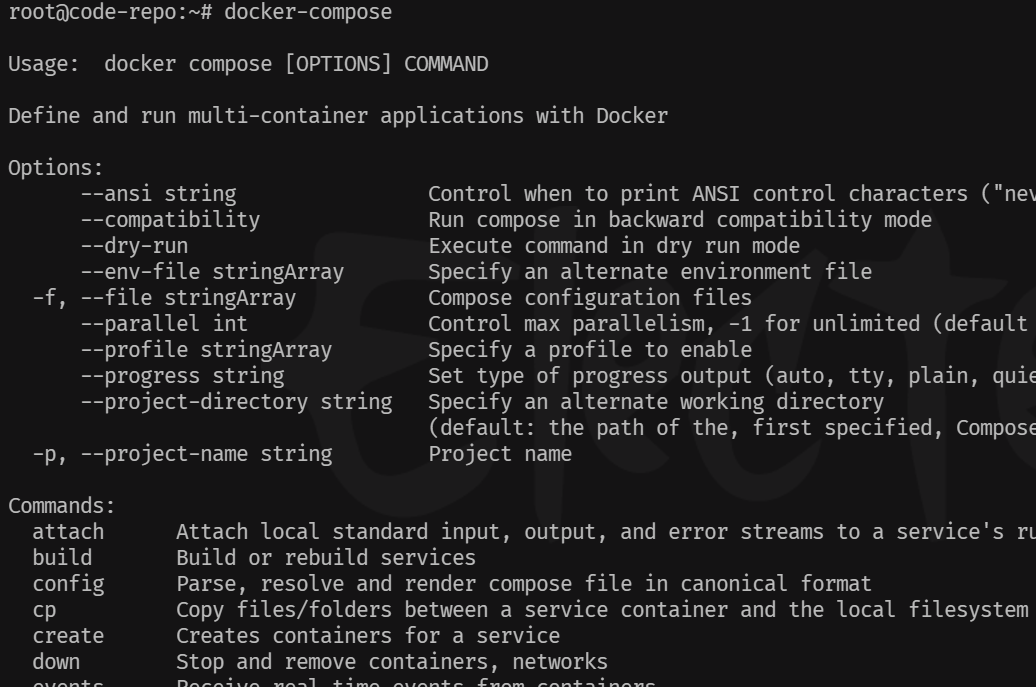 root@code-repo:~# docker-compose
Usage:  docker compose [OPTIONS] COMMAND
Define and run multi-container applications with Docker
Options:
      --ansi string                Control when to print ANSI control characters ("nev
      --compatibility              Run compose in backward compatibility mode
      --dry-run                    Execute command in dry run mode
      --env-file stringArray       Specify an alternate environment file
  -f, --file stringArray           Compose configuration files
      --parallel int               Control max parallelism, -1 for unlimited (default
      --profile stringArray        Specify a profile to enable
      --progress string            Set type of progress output (auto, tty, plain, quie
      --project-directory string   Specify an alternate working directory
                                   (default: the path of the, first specified, Compose
  -p, --project-name string        Project name
Commands:
  attach      Attach local standard input, output, and error streams to a service's ru
  build       Build or rebuild services
  config      Parse, resolve and render compose file in canonical format
  cp          Copy files/folders between a service container and the local filesystem
  create      Creates containers for a service
  down        Stop and remove containers, networks
  events      Receive real time events from containers